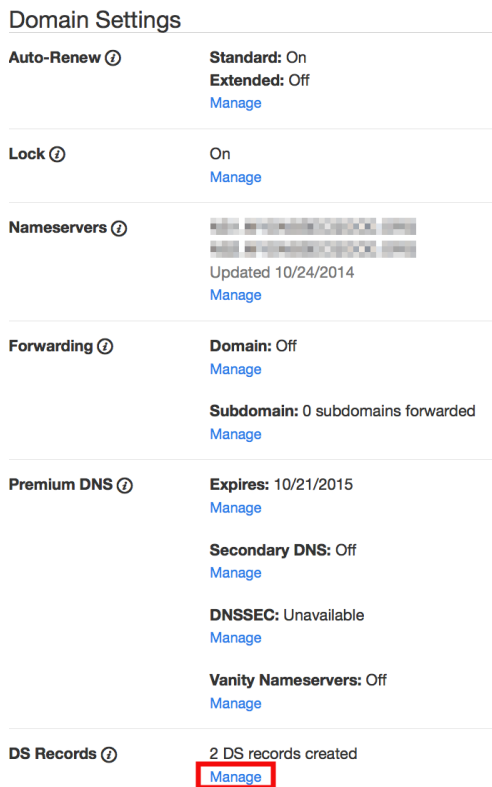 Domain Settings
Auto-Renew
Standard: On
Extended: Off
Manage
Lock
On
Manage
Nameservers
Updated 10/24/2014
Manage
Forwarding
Domain: Off
Manage
Subdomain: 0 subdomains forwarded
Manage
Premium DNS
Expires: 10/21/2015
Manage
Secondary DNS: Off
Manage
DNSSEC: Unavailable
Manage
Vanity Nameservers: Off
Manage
DS Records
2 DS records created
Manage